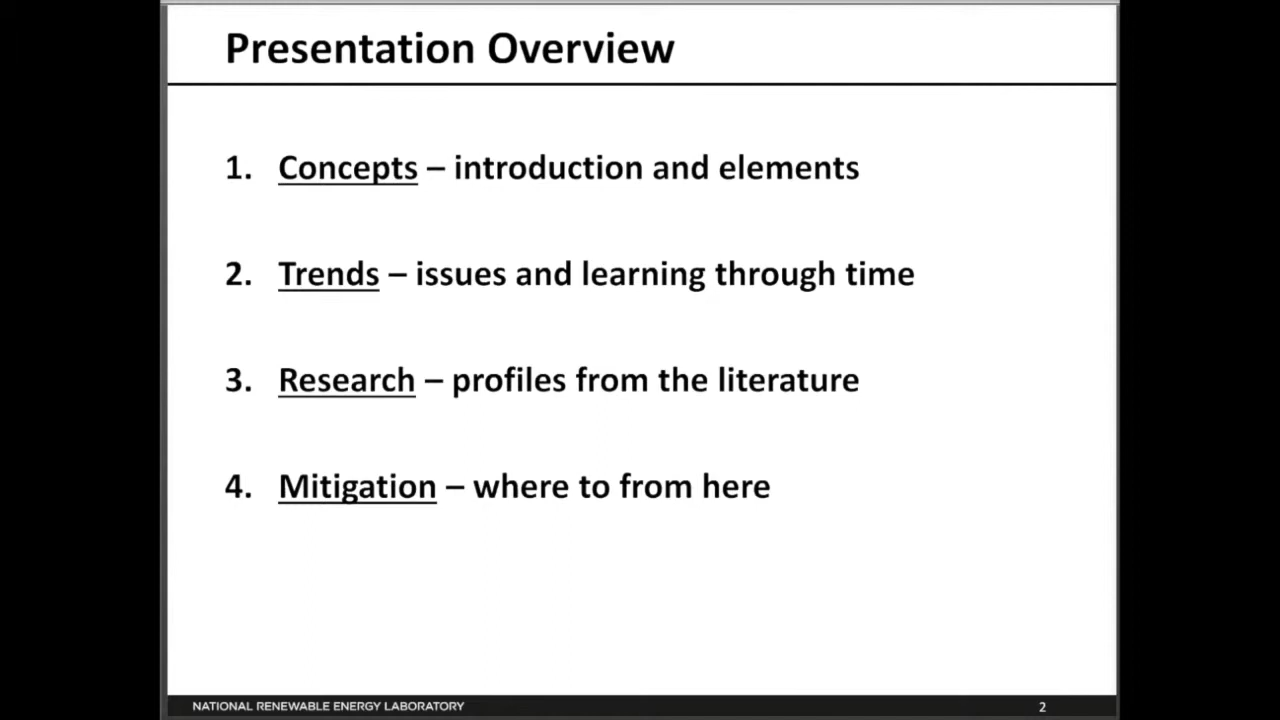 Presentation Overview
1. Concepts – introduction and elements
2. Trends – issues and learning through time
3. Research – profiles from the literature
4. Mitigation – where to from here
NATIONAL RENEWABLE ENERGY LABORATORY 2